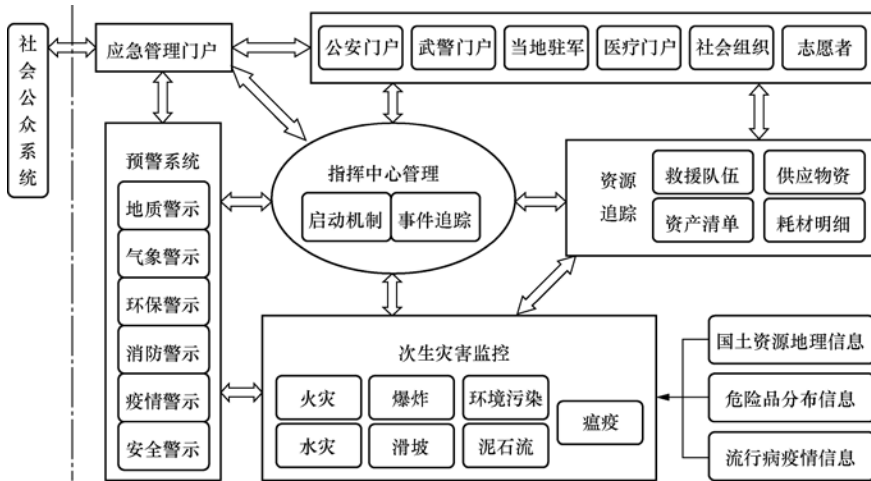 社会公众系统
应急管理门户
公安门户
武警门户
当地驻军
医疗门户
社会组织
志愿者
预警系统
地质警示
气象警示
环保警示
消防警示
疫情警示
安全警示
指挥中心管理
启动机制
事件追踪
资源
追踪
救援队伍
供应物资
资产清单
耗材明细
次生灾害监控
火灾
爆炸
环境污染
瘟疫
水灾
滑坡
泥石流
国土资源地理信息
危险品分布信息
流行病疫情信息